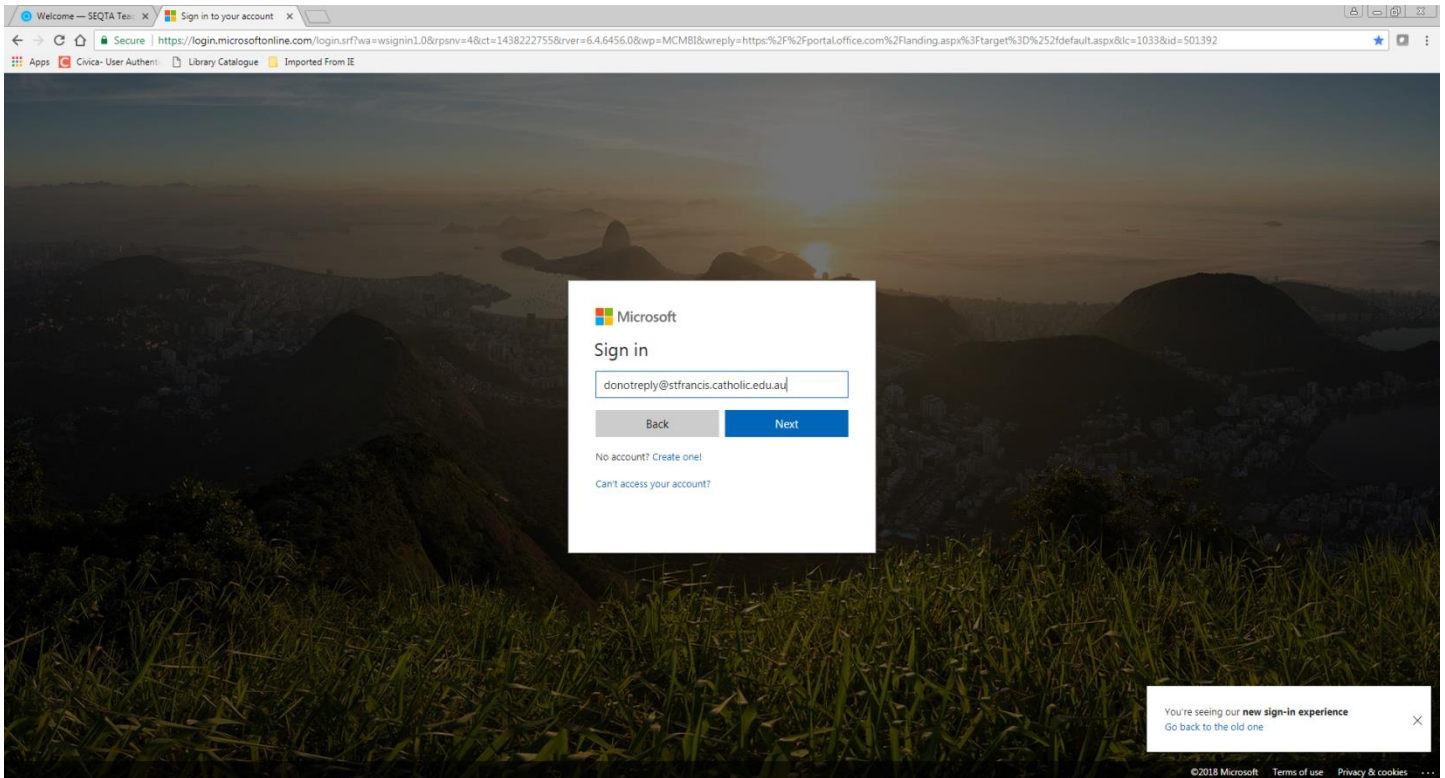 Welcome — SEQTA Tea
Sign in to your account
Secure
https://login.microsoftonline.com/login.srf?wa=wsignin1.0&rpsnv=4&ct=1438222755&rver=6.4.6456.0&wp=MCMBI&wreply=https:%2F%2Fportal.office.com%2Flanding.aspx%3Ftarget%3D%252fdefault.aspx&lc=1033&id=501392
Apps
Civica- User Authenti
Library Catalogue
Imported From IE
Microsoft
Sign in
donotreply@stfrancis.catholic.edu.au
Back
Next
No account? Create one!
Can't access your account?
You're seeing our new sign-in experience
Go back to the old one
©2018 Microsoft
Terms of use
Privacy & cookies
...